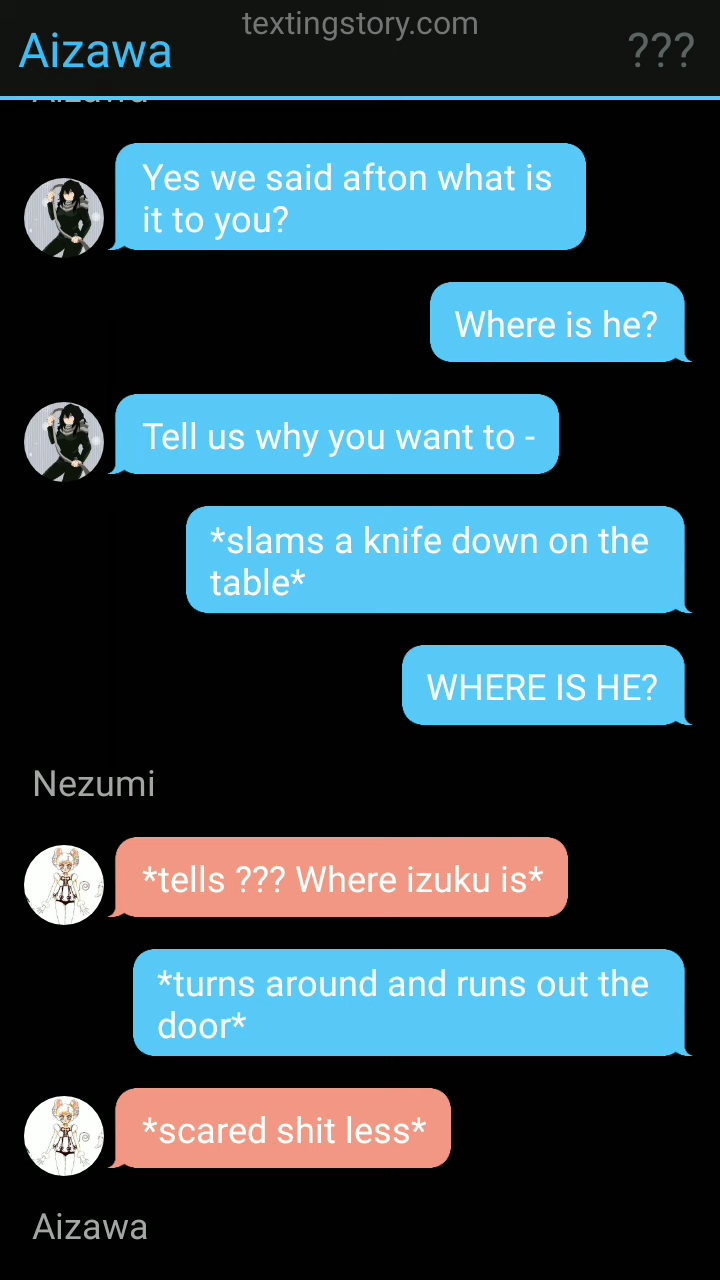 textingstory.com
Aizawa
???
Aizawa
Yes we said afton what is
it to you?
Where is he?
Tell us why you want to -
*slams a knife down on the
table*
WHERE IS HE?
Nezumi
*tells ??? Where izuku is*
*turns around and runs out the
door*
*scared shit less*
Aizawa